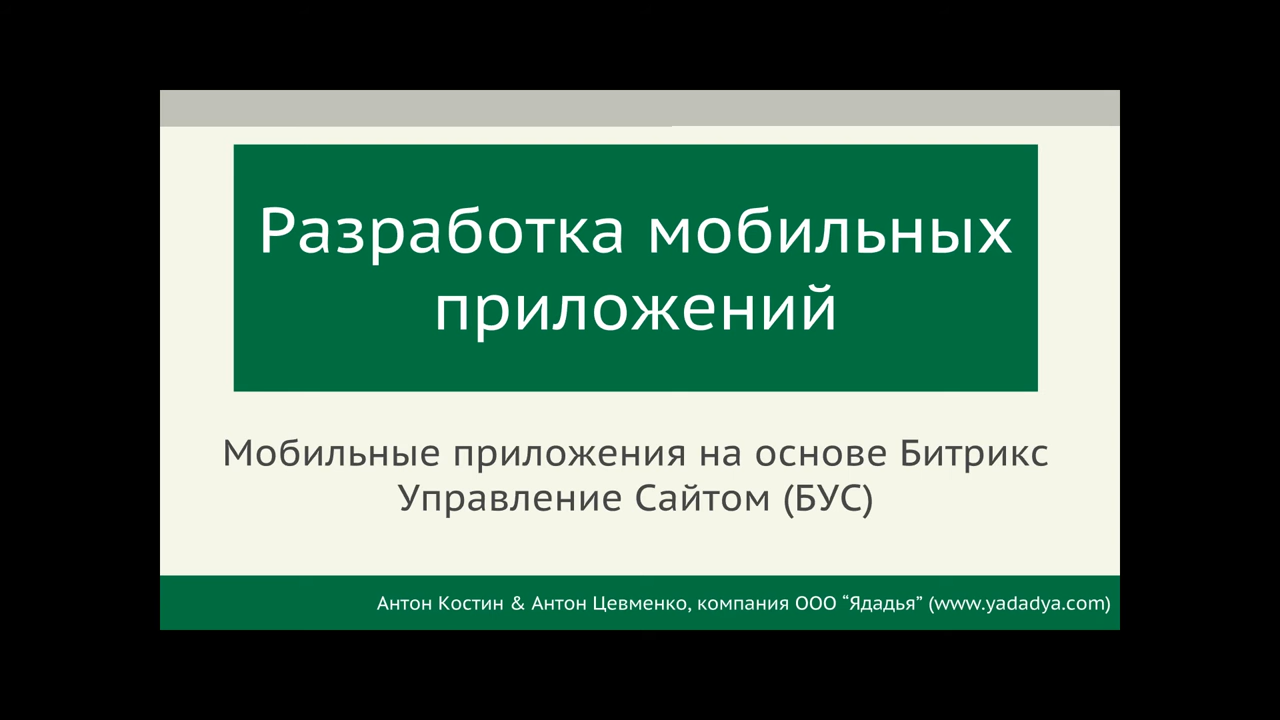 Разработка мобильных
приложений
Мобильные приложения на основе Битрикс
Управление Сайтом (БУС)
Антон Костин & Антон Цевменко, компания ООО “Ядадья” (www.yadadya.com)